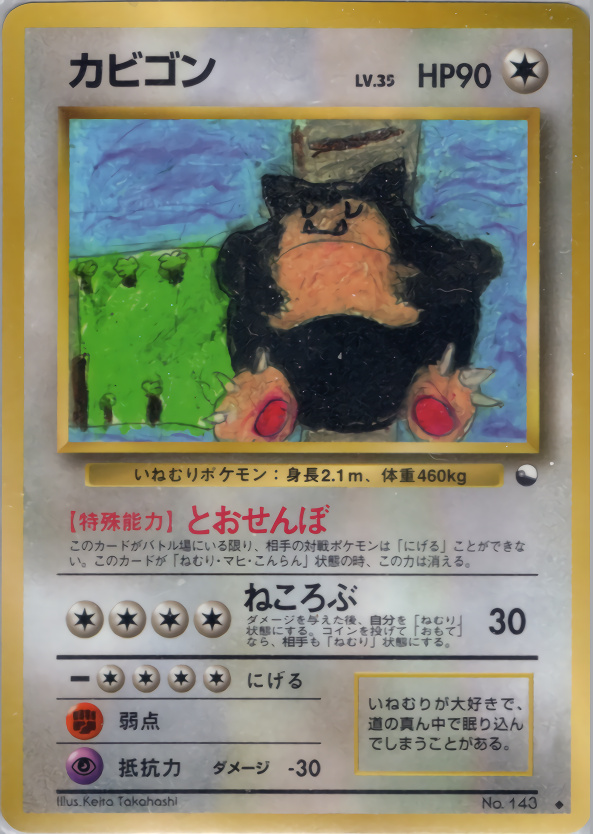 カビゴン LV.35 HP90
いねむりポケモン：身長2.1m、体重460kg
【特殊能力】とおせんぼ
このカードがバトル場にいる限り、相手の対戦ポケモンは「にげる」ことができな
い。このカードが「ねむり・マヒ・こんらん」状態の時、この力は消える。
ねころぶ 30
ダメージを与えた後、自分を「ねむり」
状態にする。コインを投げて「おもて」
なら、相手も「ねむり」状態にする。
にげる
弱点
抵抗力 ダメージ -30
いねむりが大好きで、
道の真ん中で眠り込ん
でしまうことがある。
Illus.Keita Takahashi No. 143